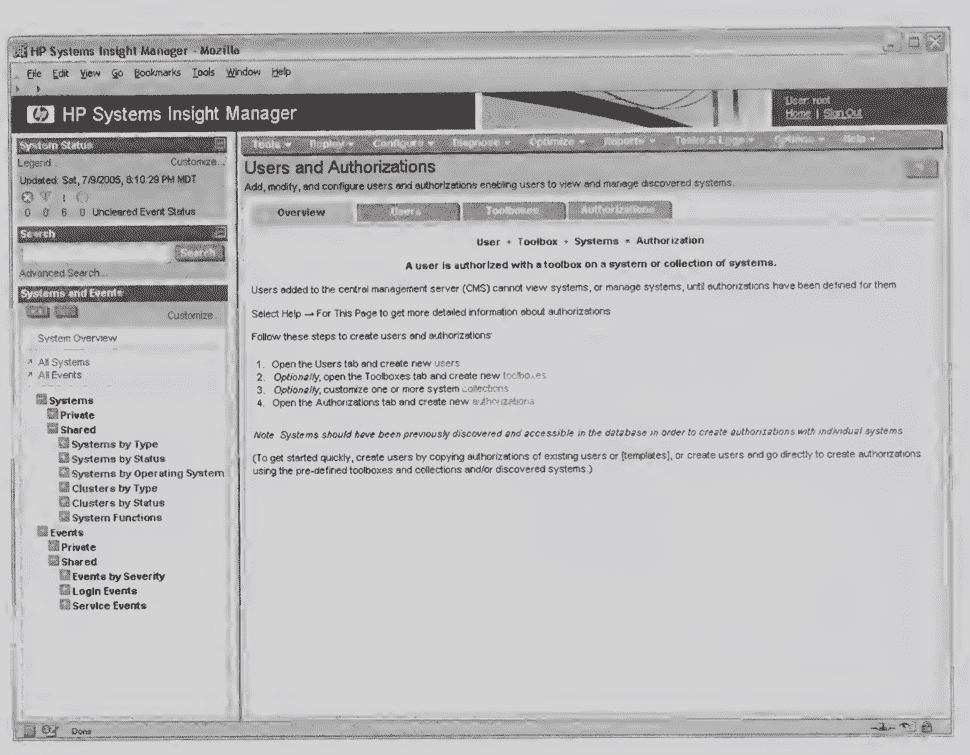 HP Systems Insight Manager - Mozilla
File Edit View Go Bookmarks Tools Window Help
hp HP Systems Insight Manager
User: root
Home | Sign Out
System Status
Legend... Customize...
Updated: Sat, 7/9/2005, 8:10:29 PM MDT
0 0 6 0 Uncleared Event Status
Search
Search
Advanced Search...
Systems and Events
Customize...
System Overview
All Systems
All Events
Systems
Private
Shared
Systems by Type
Systems by Status
Systems by Operating System
Clusters by Type
Clusters by Status
System Functions
Events
Private
Shared
Events by Severity
Login Events
Service Events
Tools Deploy Configure Diagnose Optimize Reports Tasks & Logs Options Help
Users and Authorizations
Add, modify, and configure users and authorizations enabling users to view and manage discovered systems.
Overview Users Toolboxes Authorizations
User + Toolbox + Systems = Authorization
A user is authorized with a toolbox on a system or collection of systems.
Users added to the central management server (CMS) cannot view systems, or manage systems, until authorizations have been defined for them
Select Help → For This Page to get more detailed information about authorizations
Follow these steps to create users and authorizations:
1. Open the Users tab and create new users
2. Optionally, open the Toolboxes tab and create new toolboxes
3. Optionally, customize one or more system collections
4. Open the Authorizations tab and create new authorizations
Note Systems should have been previously discovered and accessible in the database in order to create authorizations with individual systems
(To get started quickly, create users by copying authorizations of existing users or [templates], or create users and go directly to create authorizations
using the pre-defined toolboxes and collections and/or discovered systems.)
Done